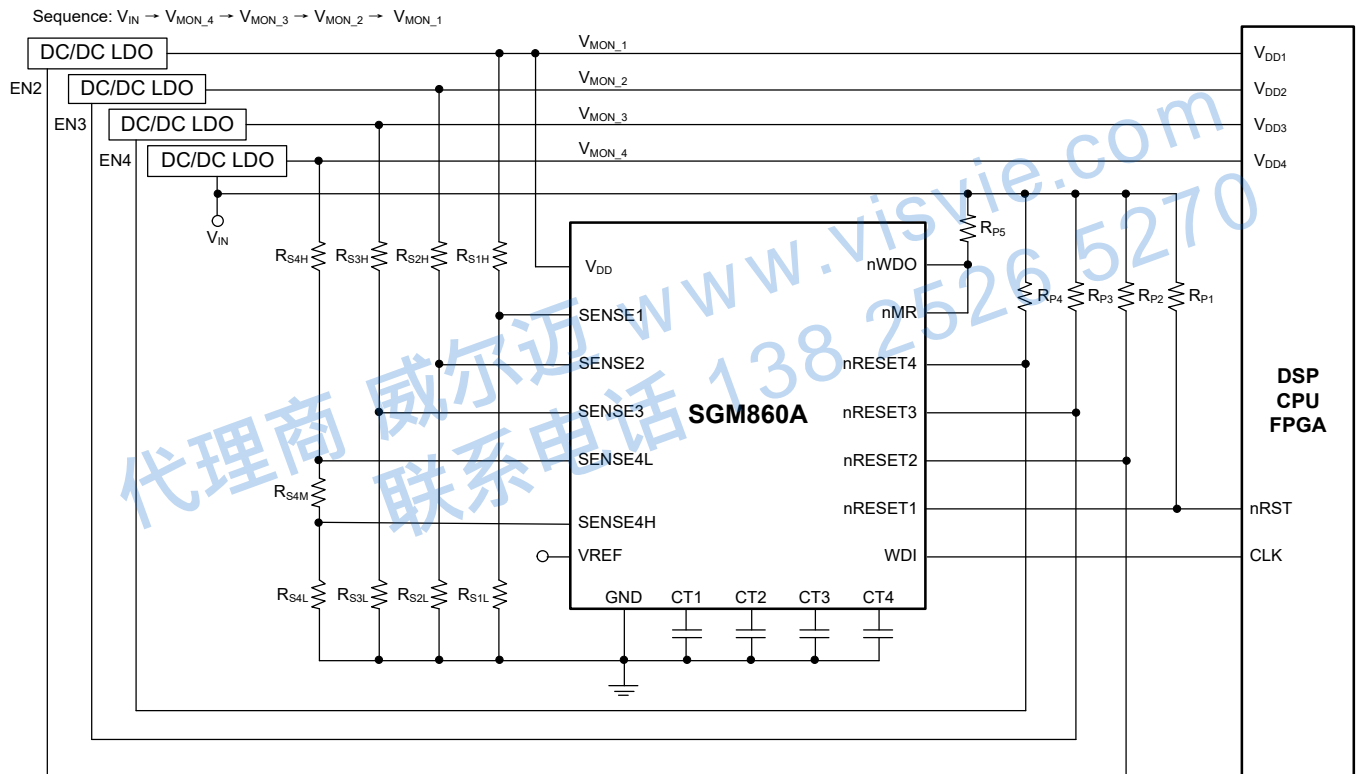 Sequence: VIN → VMON_4 → VMON_3 → VMON_2 → VMON_1
DC/DC LDO
VMON_1
VDD1
EN2
DC/DC LDO
VMON_2
VDD2
EN3
DC/DC LDO
VMON_3
VDD3
EN4
DC/DC LDO
VMON_4
VDD4
VIN
RS4H
RS3H
RS2H
RS1H
VDD
nWDO
RP5
SENSE1
nMR
RP4
RP3
RP2
RP1
SENSE2
nRESET4
SENSE3
SGM860A
nRESET3
DSP
CPU
FPGA
SENSE4L
nRESET2
RS4M
SENSE4H
nRESET1
nRST
VREF
WDI
CLK
RS4L
RS3L
RS2L
RS1L
GND
CT1
CT2
CT3
CT4
代理商 威尔迈 www.visvie.com
联系电话 138 2526 5270